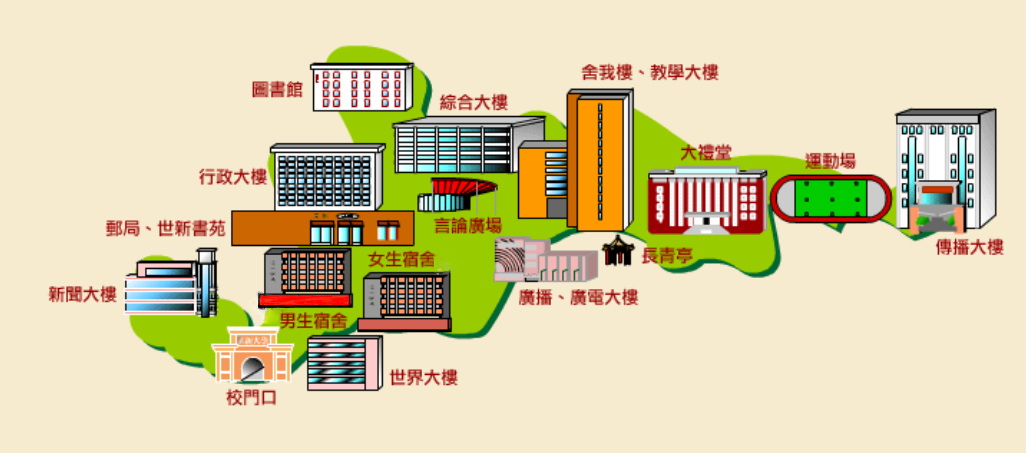 舍我樓、教學大樓
圖書館
綜合大樓
大禮堂
運動場
行政大樓
郵局、世新書苑
言論廣場
傳播大樓
女生宿舍
長青亭
新聞大樓
廣播、廣電大樓
男生宿舍
世界大樓
校門口